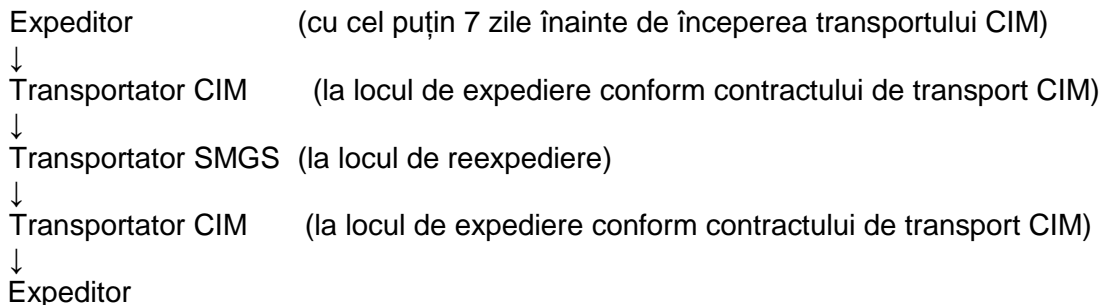 Expeditor (cu cel puțin 7 zile înainte de începerea transportului CIM)
↓
Transportator CIM (la locul de expediere conform contractului de transport CIM)
↓
Transportator SMGS (la locul de reexpediere)
↓
Transportator CIM (la locul de expediere conform contractului de transport CIM)
↓
Expeditor